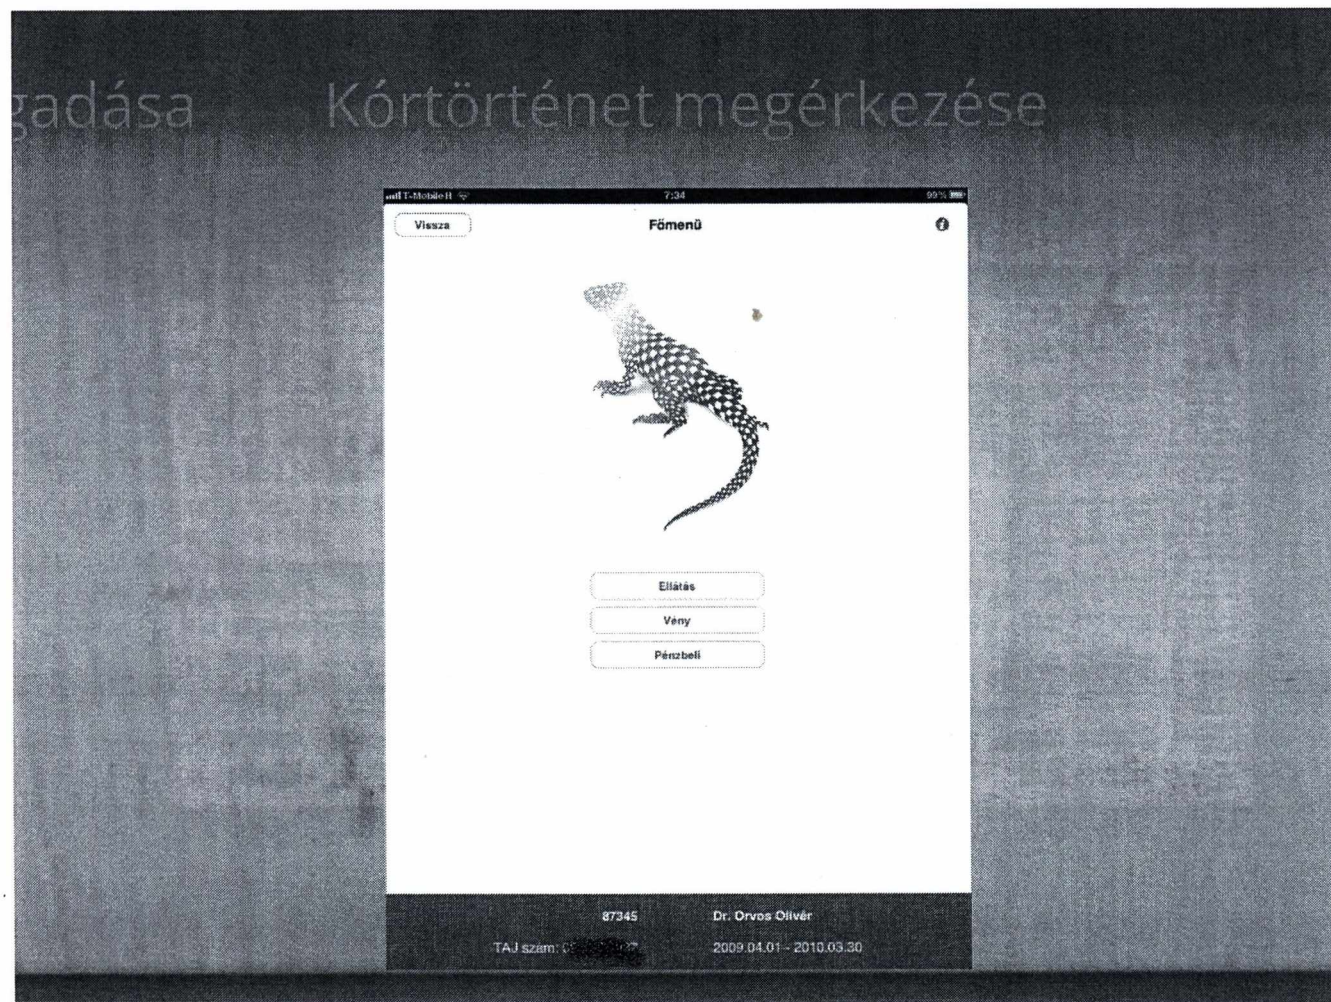 gadása Kórtörténet megérkezése
T-Mobile H 7:34 99%
Vissza Főmenü
Ellátás
Vény
Pénzbeli
87345 Dr. Orvos Olivér
TAJ szám: 2009.04.01 - 2010.03.30